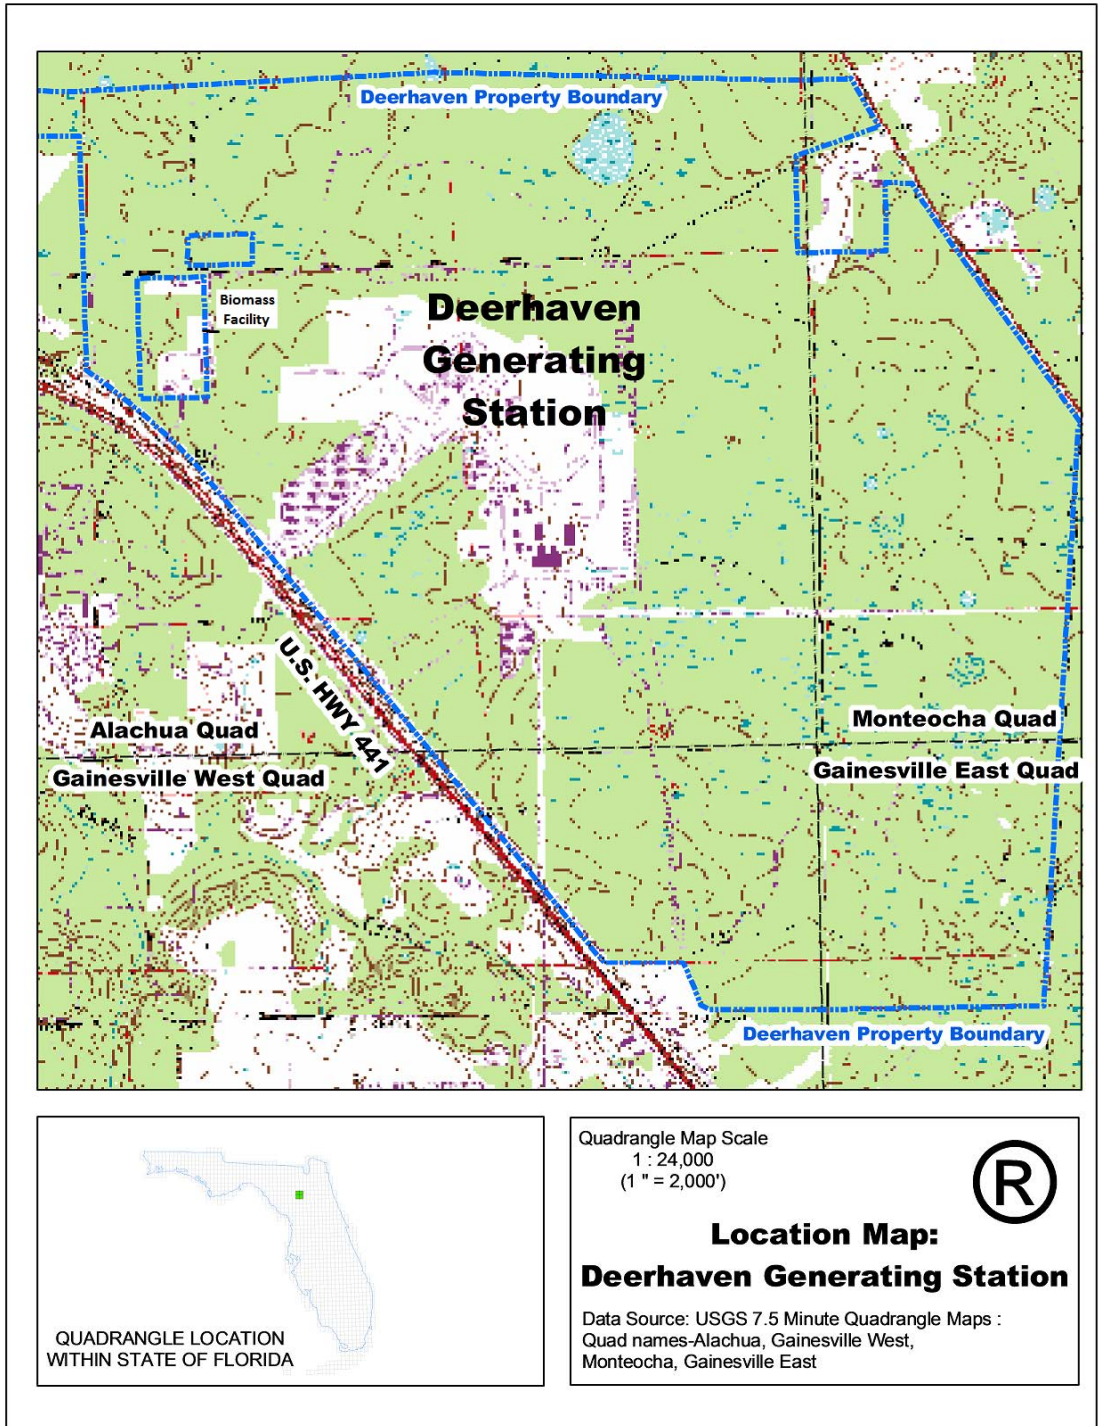 Deerhaven Property Boundary
Biomass
Facility
Deerhaven
Generating
Station
U.S. HWY 441
Alachua Quad
Monteocha Quad
Gainesville West Quad
Gainesville East Quad
Deerhaven Property Boundary
QUADRANGLE LOCATION
WITHIN STATE OF FLORIDA
Quadrangle Map Scale
1 : 24,000
(1 " = 2,000')
®
Location Map:
Deerhaven Generating Station
Data Source: USGS 7.5 Minute Quadrangle Maps :
Quad names-Alachua, Gainesville West,
Monteocha, Gainesville East